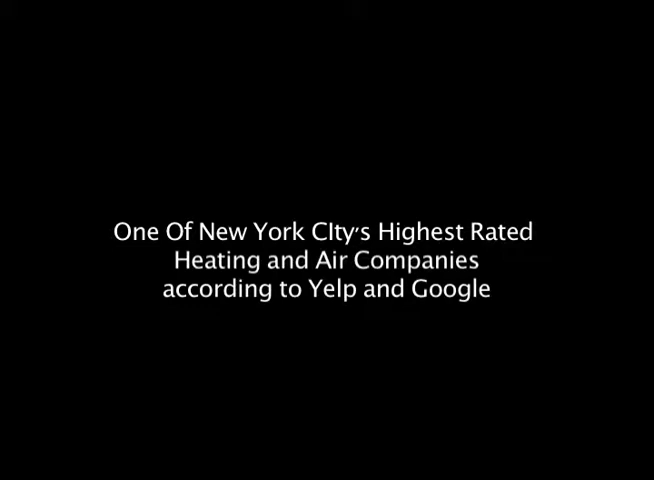 One Of New York CIty's Highest Rated
Heating and Air Companies
according to Yelp and Google